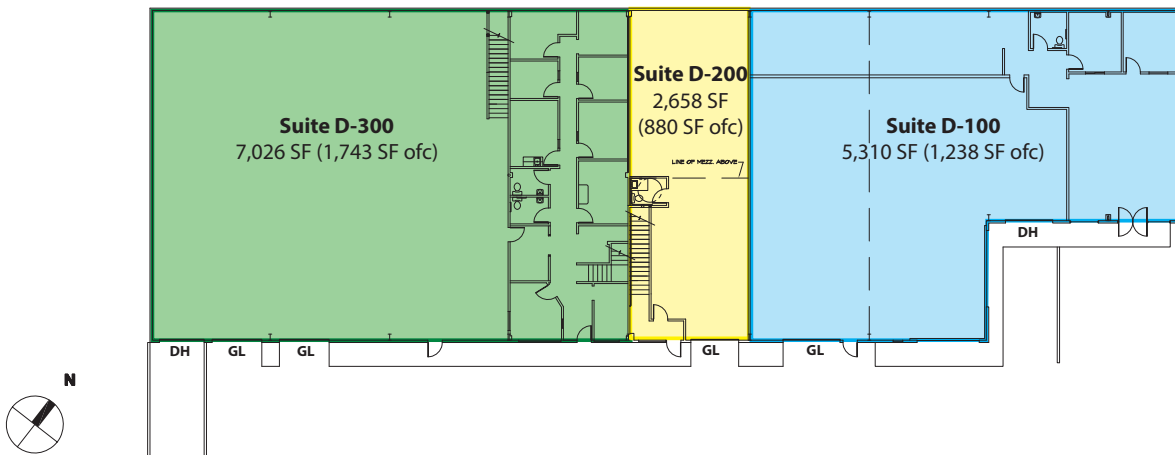 Suite D-300
7,026 SF (1,743 SF ofc)
Suite D-200
2,658 SF
(880 SF ofc)
LINE OF MEZZ. ABOVE
Suite D-100
5,310 SF (1,238 SF ofc)
DH
DH
GL
GL
GL
GL
N